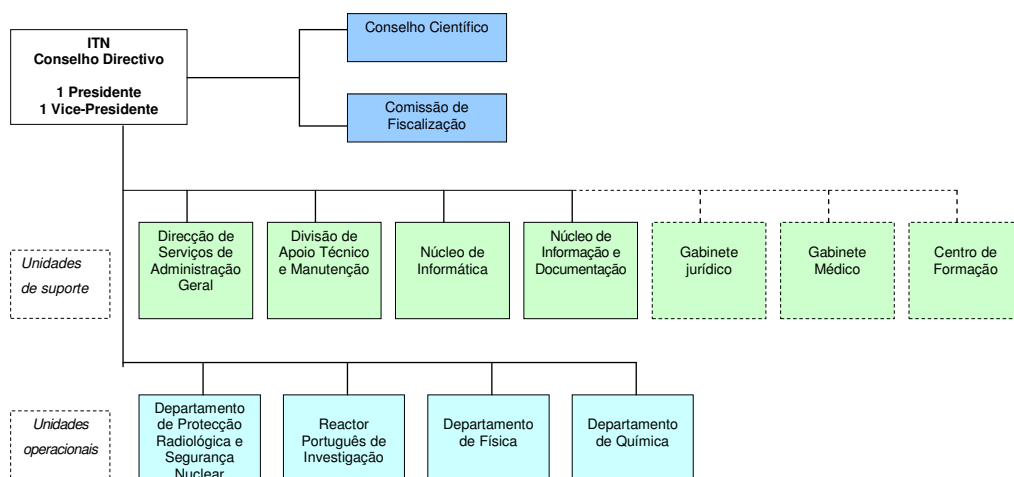 ITN
Conselho Directivo
1 Presidente
1 Vice-Presidente
Conselho Científico
Comissão de
Fiscalização
Unidades
de suporte
Direcção de
Serviços de
Administração
Geral
Divisão de
Apoio Técnico
e Manutenção
Núcleo de
Informática
Núcleo de
Informação e
Documentação
Gabinete
jurídico
Gabinete
Médico
Centro de
Formação
Unidades
operacionais
Departamento
de Protecção
Radiológica e
Segurança
Nuclear
Reactor
Português de
Investigação
Departamento
de Física
Departamento
de Química